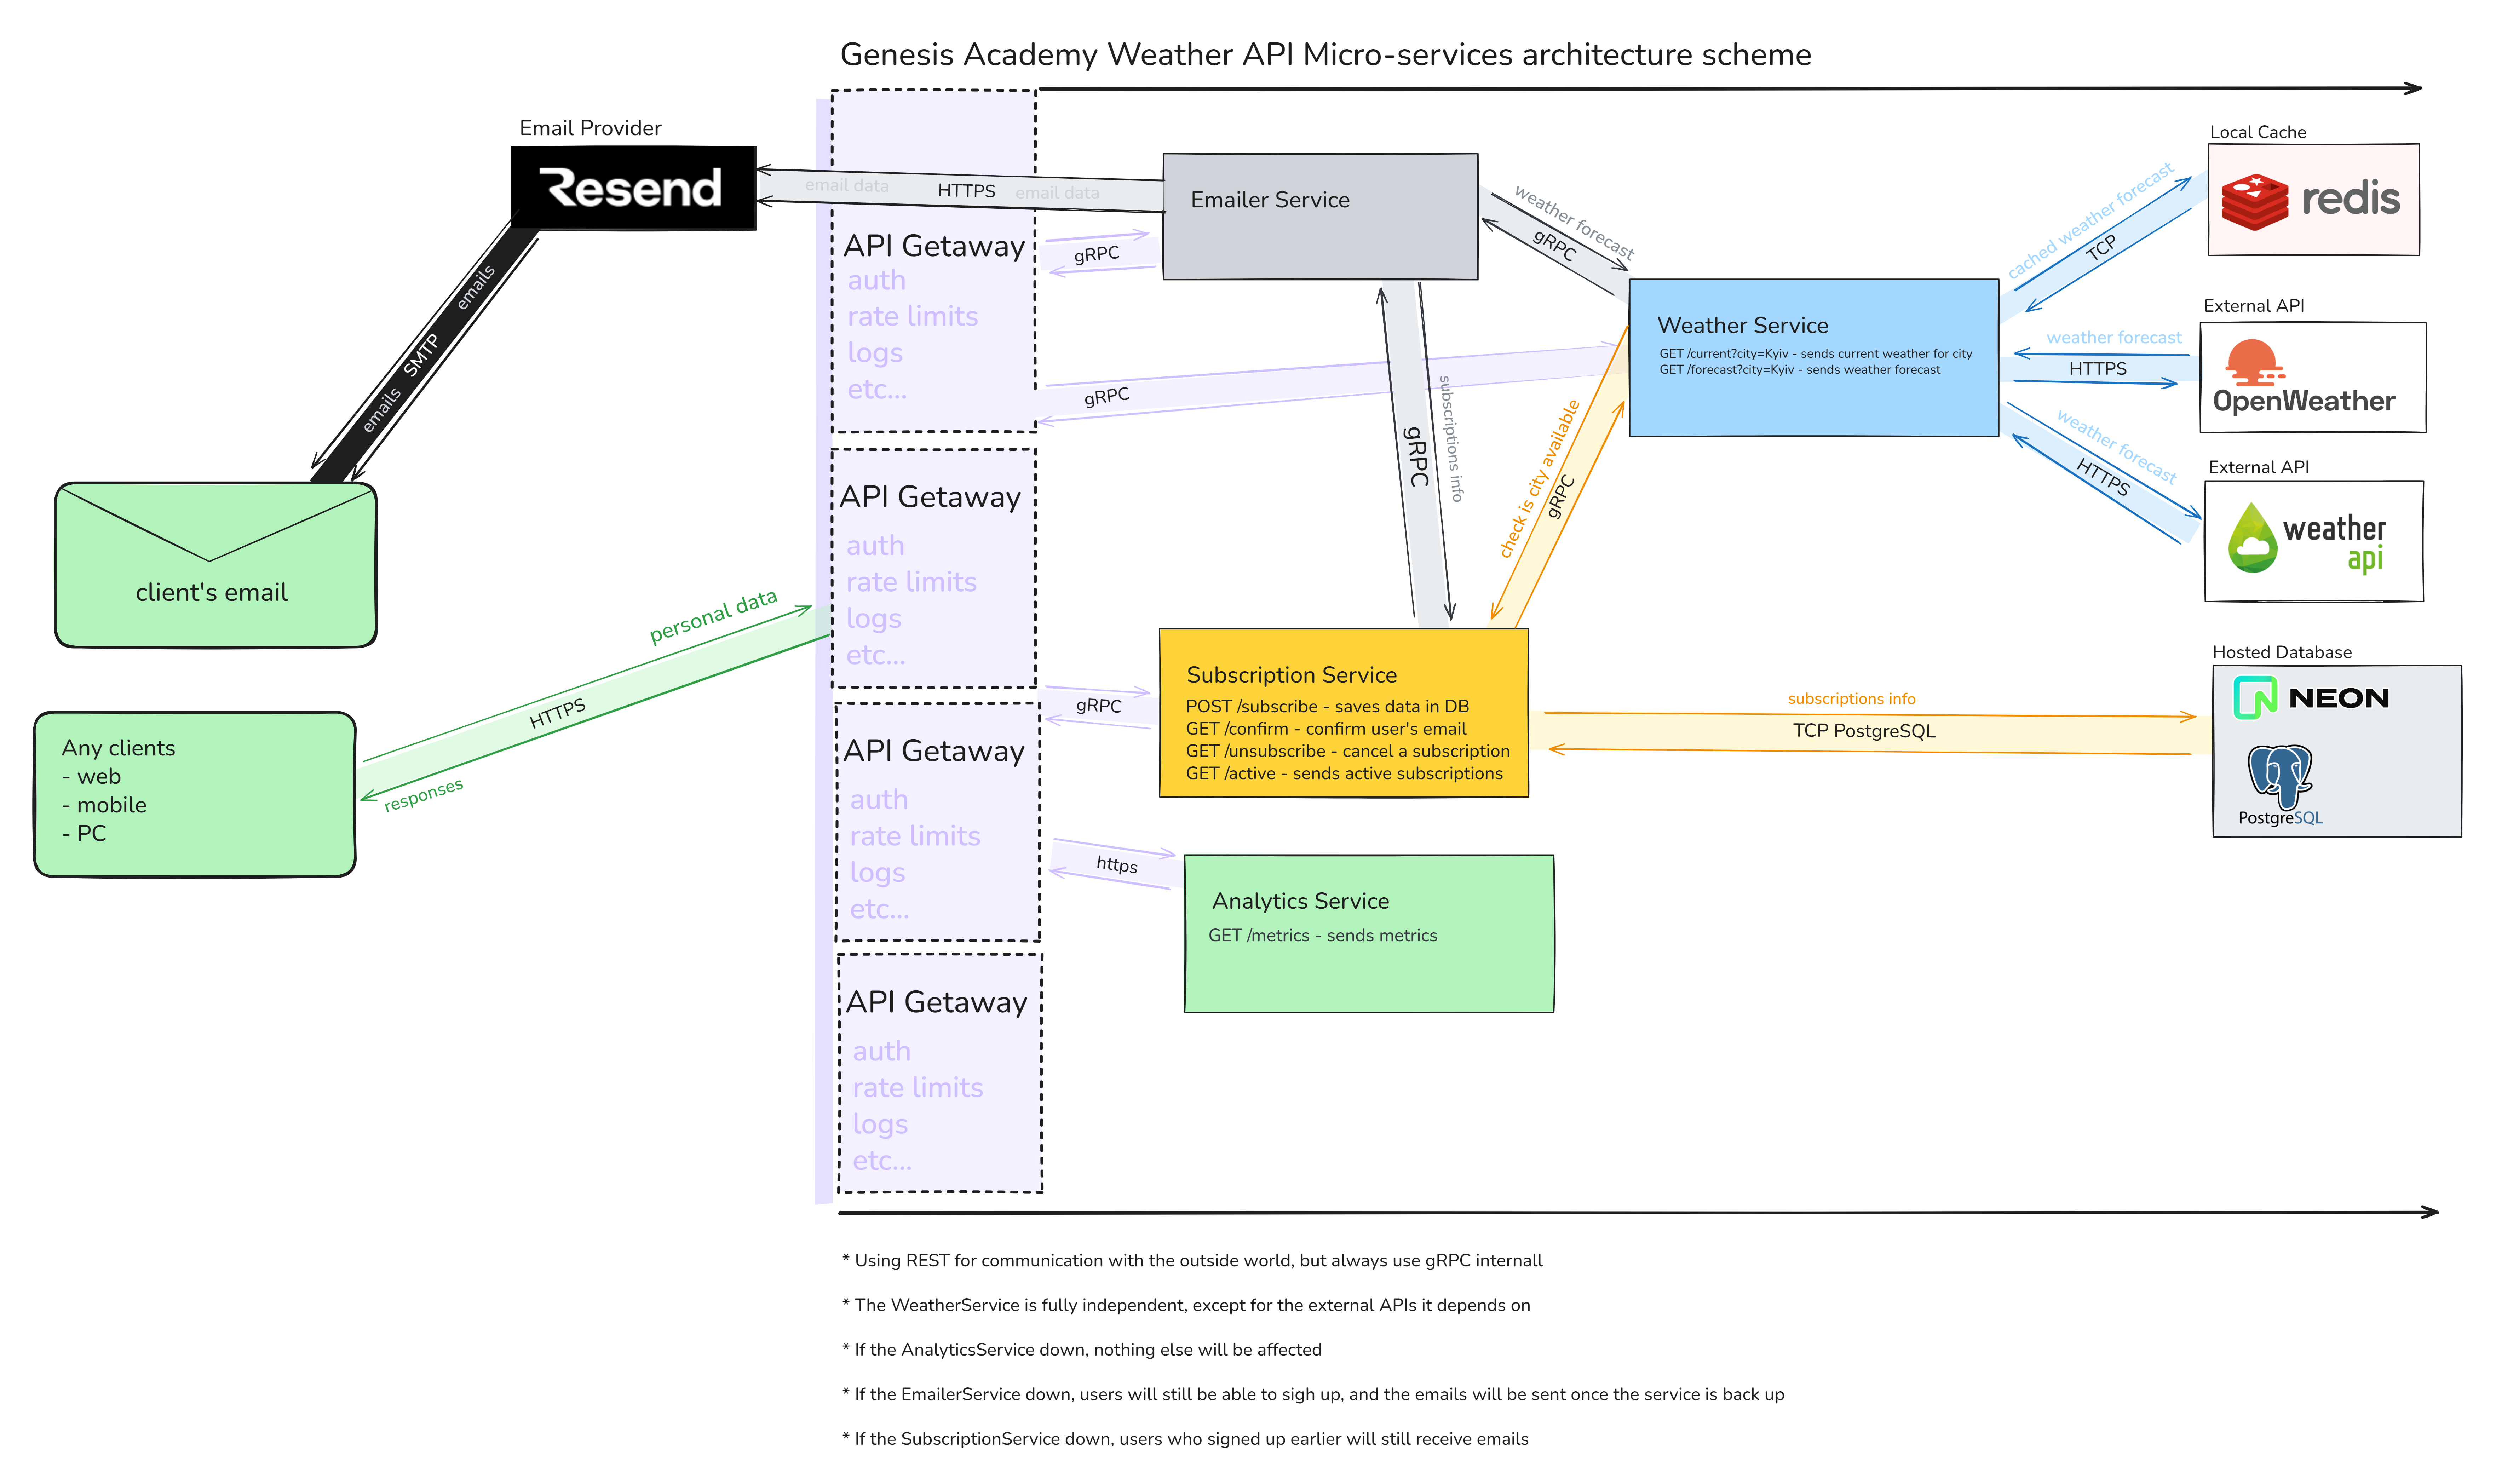 Genesis Academy Weather API Micro-services architecture scheme
Email Provider
Resend
email data
HTTPS
email data
emails
SMTP
emails
client's email
Any clients
- web
- mobile
- PC
personal data
HTTPS
responses
API Getaway
auth
rate limits
logs
etc...
API Getaway
auth
rate limits
logs
etc...
API Getaway
auth
rate limits
logs
etc...
API Getaway
auth
rate limits
logs
etc...
gRPC
gRPC
gRPC
https
Emailer Service
weather forecast
gRPC
gRPC
subscriptions info
check is city available
gRPC
Weather Service
GET /current?city=Kyiv - sends current weather for city
GET /forecast?city=Kyiv - sends weather forecast
Subscription Service
POST /subscribe - saves data in DB
GET /confirm - confirm user's email
GET /unsubscribe - cancel a subscription
GET /active - sends active subscriptions
Analytics Service
GET /metrics - sends metrics
cached weather forecast
TCP
weather forecast
HTTPS
weather forecast
HTTPS
subscriptions info
TCP PostgreSQL
Local Cache
redis
External API
OpenWeather
External API
weather
api
Hosted Database
NEON
PostgreSQL
* Using REST for communication with the outside world, but always use gRPC internall
* The WeatherService is fully independent, except for the external APIs it depends on
* If the AnalyticsService down, nothing else will be affected
* If the EmailerService down, users will still be able to sigh up, and the emails will be sent once the service is back up
* If the SubscriptionService down, users who signed up earlier will still receive emails